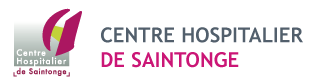 Centre
Hospitalier
de Saintonge
CENTRE HOSPITALIER
DE SAINTONGE